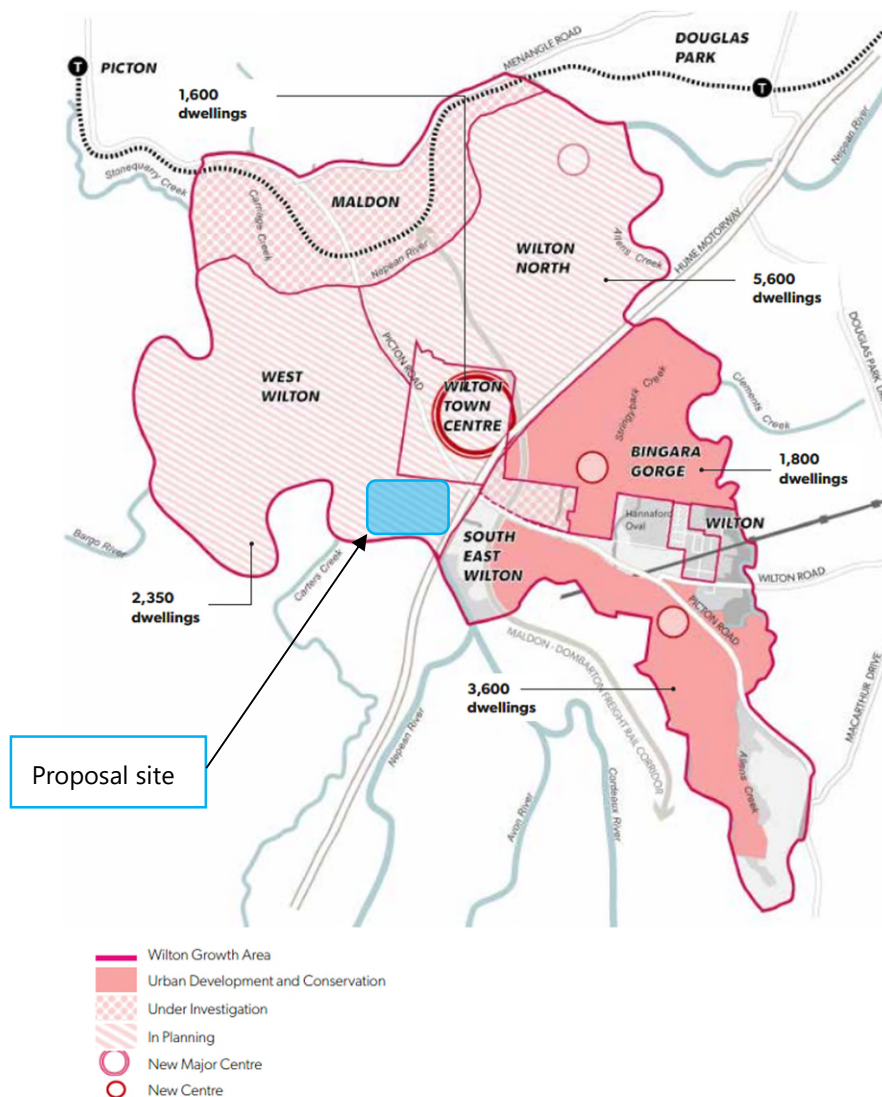 MENANGLE ROAD
DOUGLAS
PARK
T
PICTON
T
1,600
dwellings
Nepean River
Stonequarry Creek
Carriage Creek
MALDON
Nepean River
WILTON
NORTH
Allens Creek
HUME MOTORWAY
5,600
dwellings
PICTON ROAD
DOUGLAS PARK DR
WEST
WILTON
WILTON
TOWN
CENTRE
Stringybark Creek
Clements Creek
BINGARA
GORGE
1,800
dwellings
Hannaford
Oval
WILTON
SOUTH
EAST
WILTON
Bargo River
Carters Creek
WILTON ROAD
2,350
dwellings
PICTON ROAD
MALDON - DOMBARTON FREIGHT RAIL CORRIDOR
3,600
dwellings
MACARTHUR DRIVE
Nepean River
Avon River
Cordeaux River
Allens Creek
Proposal site
Wilton Growth Area
Urban Development and Conservation
Under Investigation
In Planning
New Major Centre
New Centre